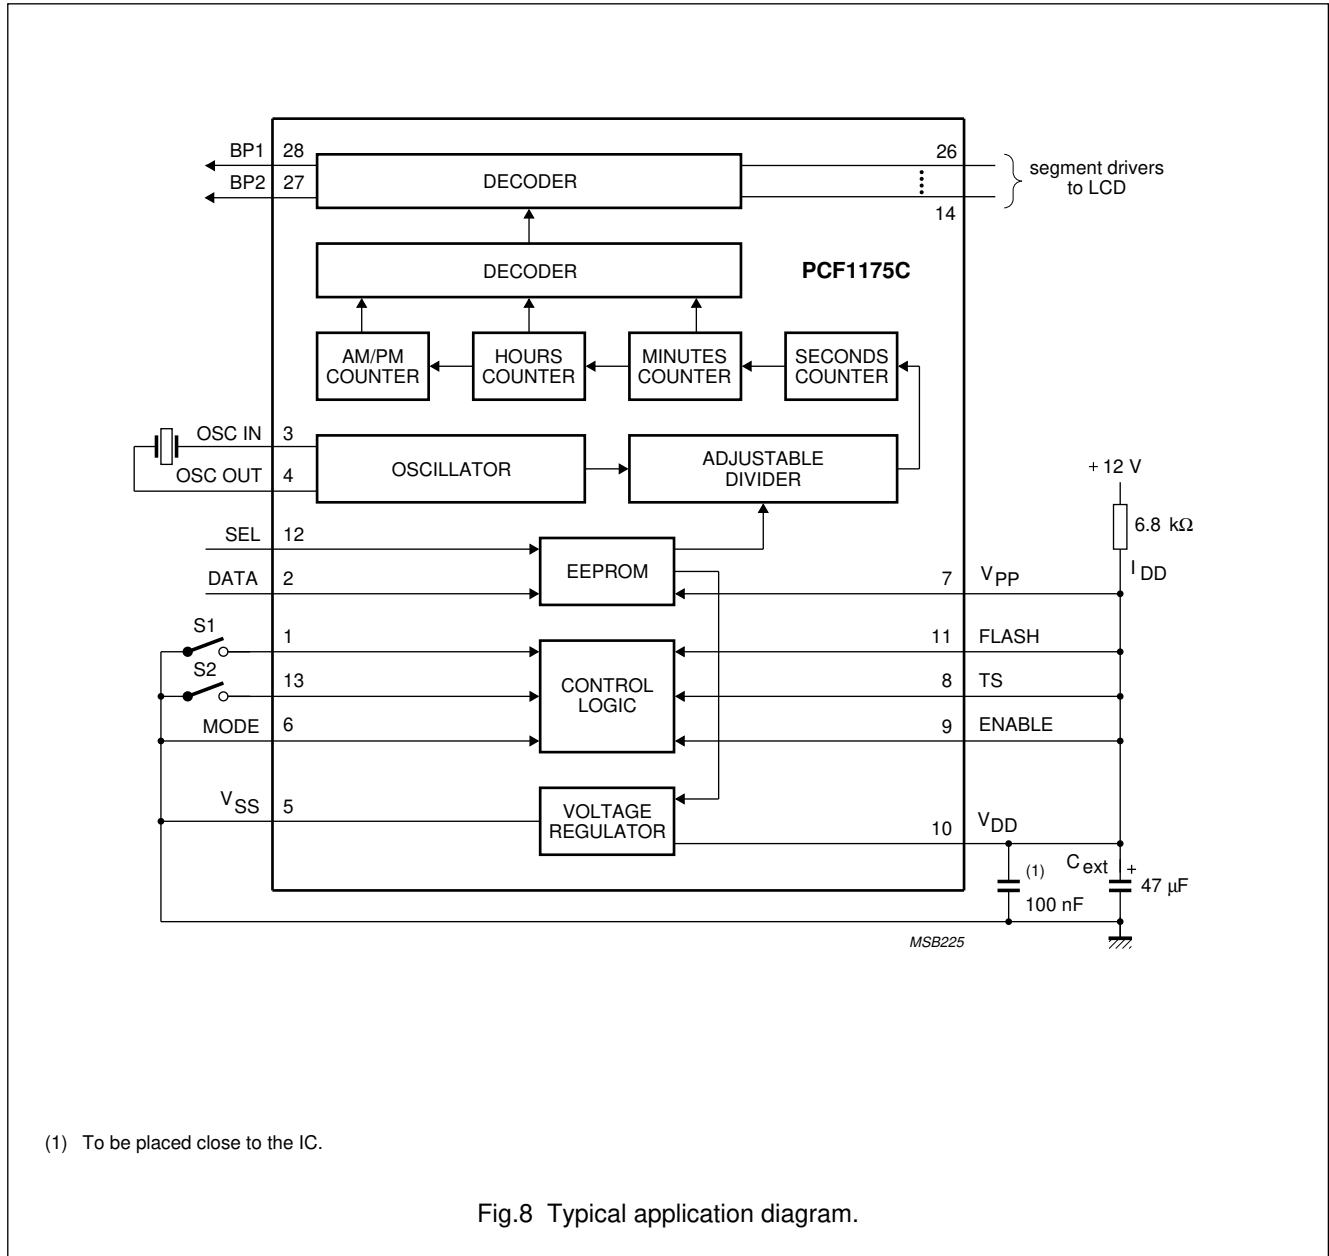 BP1 28
BP2 27
DECODER
26
14
segment drivers
to LCD
DECODER
PCF1175C
AM/PM
COUNTER
HOURS
COUNTER
MINUTES
COUNTER
SECONDS
COUNTER
OSC IN 3
OSC OUT 4
OSCILLATOR
ADJUSTABLE
DIVIDER
+ 12 V
6.8 kΩ
I DD
SEL 12
DATA 2
EEPROM
7 VPP
S1
1
S2
13
MODE 6
CONTROL
LOGIC
11 FLASH
8 TS
9 ENABLE
VSS 5
VOLTAGE
REGULATOR
10 VDD
(1)
100 nF
Cext +
47 µF
MSB225
(1) To be placed close to the IC.
Fig.8 Typical application diagram.